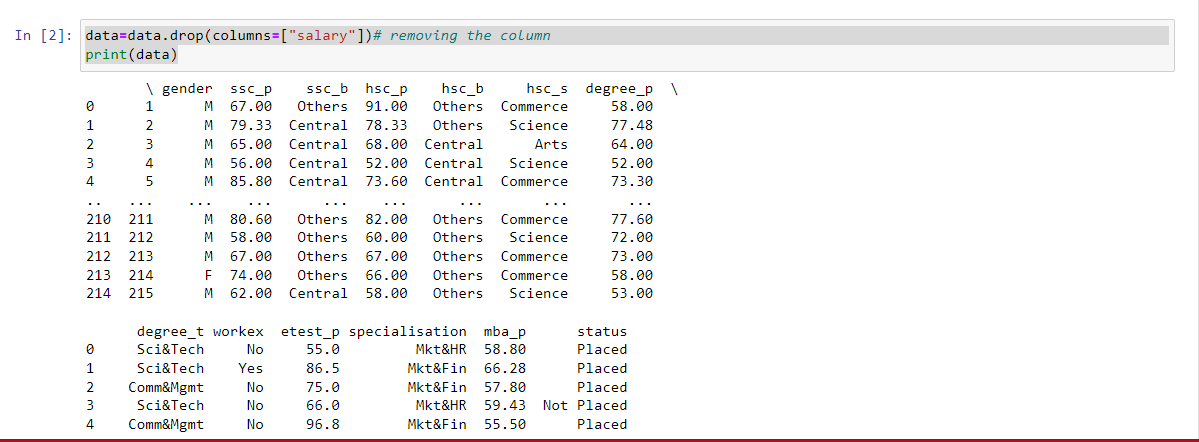 In [2]: data=data.drop(columns=["salary"])# removing the column
print(data)
\ gender ssc_p ssc_b hsc_p hsc_b hsc_s degree_p \
0 1 M 67.00 Others 91.00 Others Commerce 58.00
1 2 M 79.33 Central 78.33 Others Science 77.48
2 3 M 65.00 Central 68.00 Central Arts 64.00
3 4 M 56.00 Central 52.00 Central Science 52.00
4 5 M 85.80 Central 73.60 Central Commerce 73.30
.. ... ... ... ... ... ... ... ...
210 211 M 80.60 Others 82.00 Others Commerce 77.60
211 212 M 58.00 Others 60.00 Others Science 72.00
212 213 M 67.00 Others 67.00 Others Commerce 73.00
213 214 F 74.00 Others 66.00 Others Commerce 58.00
214 215 M 62.00 Central 58.00 Others Science 53.00
degree_t workex etest_p specialisation mba_p status
0 Sci&Tech No 55.0 Mkt&HR 58.80 Placed
1 Sci&Tech Yes 86.5 Mkt&Fin 66.28 Placed
2 Comm&Mgmt No 75.0 Mkt&Fin 57.80 Placed
3 Sci&Tech No 66.0 Mkt&HR 59.43 Not Placed
4 Comm&Mgmt No 96.8 Mkt&Fin 55.50 Placed